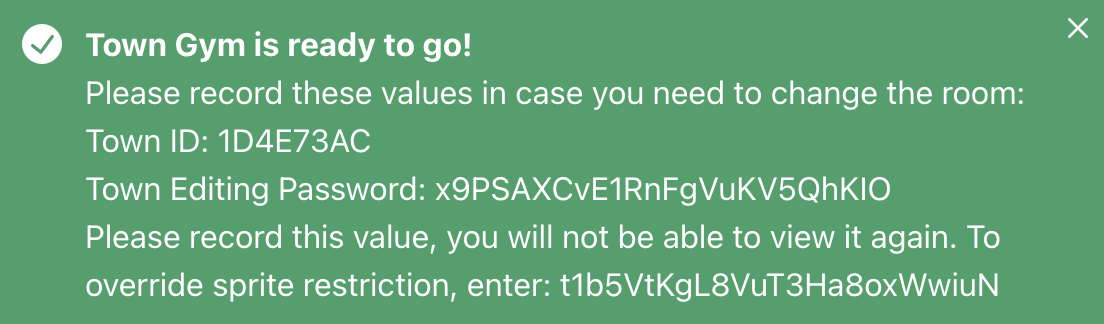 Town Gym is ready to go!
Please record these values in case you need to change the room:
Town ID: 1D4E73AC
Town Editing Password: x9PSAXCvE1RnFgVuKV5QhKIO
Please record this value, you will not be able to view it again. To
override sprite restriction, enter: t1b5VtKgL8VuT3Ha8oxWwiuN